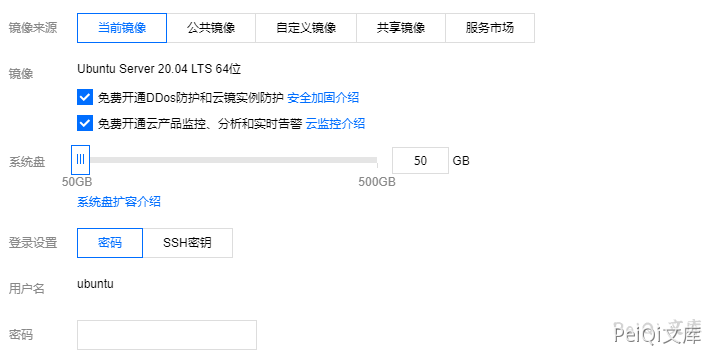 镜像来源 当前镜像 公共镜像 自定义镜像 共享镜像 服务市场
镜像 Ubuntu Server 20.04 LTS 64位
免费开通DDos防护和云镜实例防护 安全加固介绍
免费开通云产品监控、分析和实时告警 云监控介绍
系统盘 50 GB
50GB 500GB
系统盘扩容介绍
登录设置 密码 SSH密钥
用户名 ubuntu
密码
PeiQi 文库
PeiQi文库